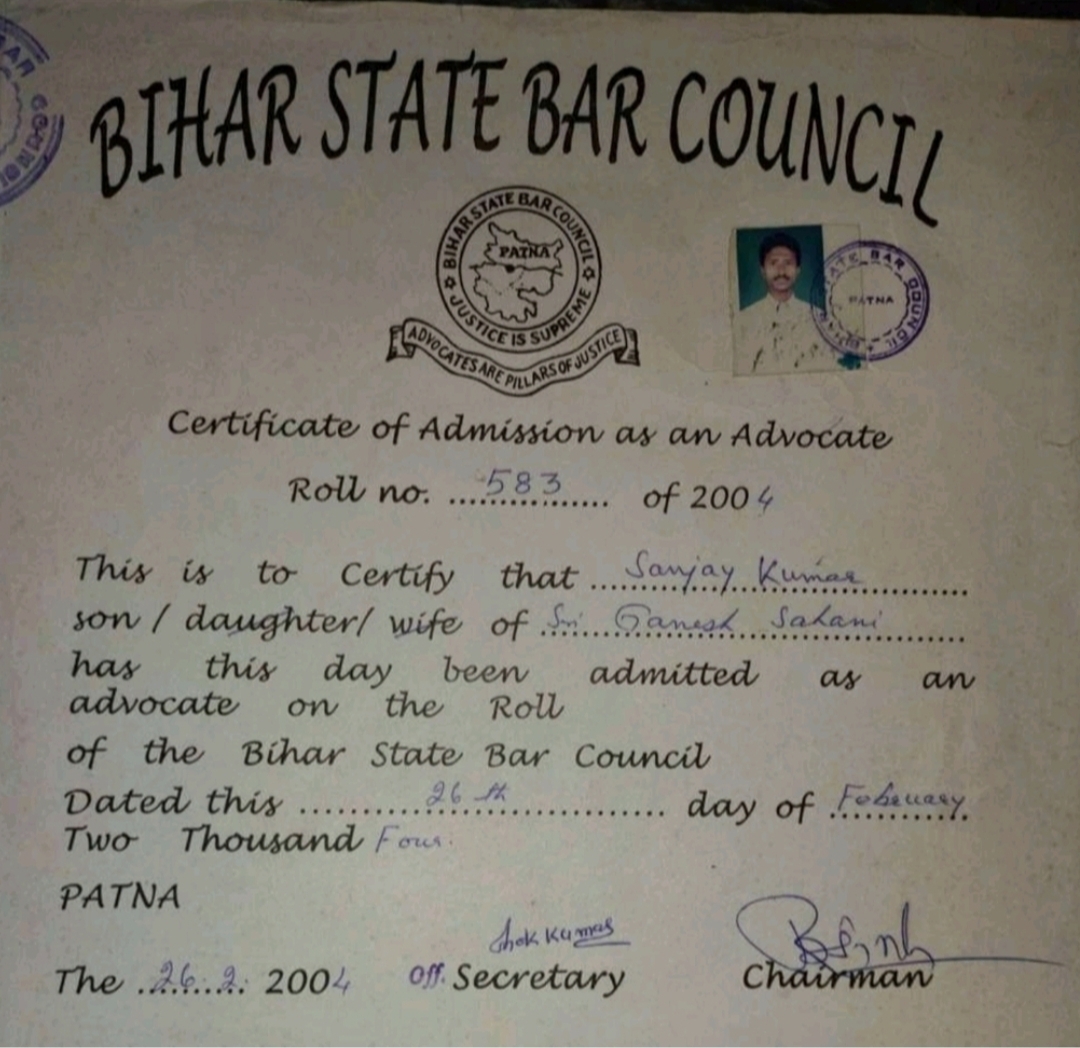 BIHAR STATE BAR COUNCIL
BIHAR STATE BAR COUNCIL
PATNA
JUSTICE IS SUPREME
ADVOCATES ARE PILLARS OF JUSTICE
STATE BAR COUNCIL
PATNA
Certificate of Admission as an Advocate
Roll no. 583 of 2004
This is to Certify that Sanjay Kumar
son / daughter/ wife of Sri Ganesh Sahani
has this day been admitted as an
advocate on the Roll
of the Bihar State Bar Council
Dated this 26th day of February
Two Thousand Four.
PATNA
Kumar
The 26.2. 2004 Off. Secretary Chairman